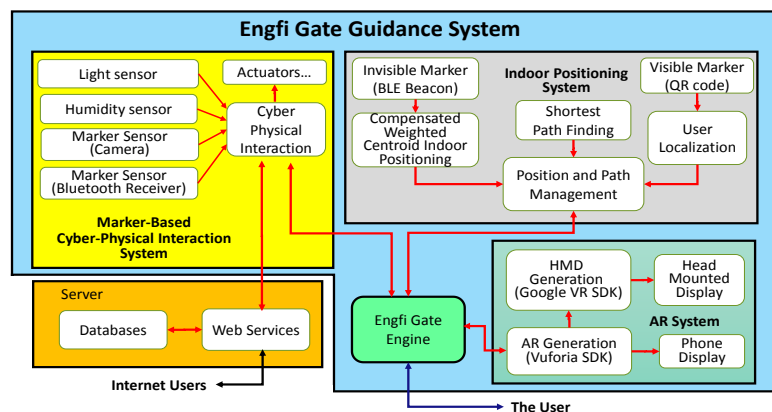 Engfi Gate Guidance System
Light sensor
Humidity sensor
Marker Sensor
(Camera)
Marker Sensor
(Bluetooth Receiver)
Actuators...
Cyber
Physical
Interaction
Marker-Based
Cyber-Physical Interaction
System
Invisible Marker
(BLE Beacon)
Indoor Positioning
System
Visible Marker
(QR code)
Compensated
Weighted
Centroid Indoor
Positioning
Shortest
Path Finding
User
Localization
Position and Path
Management
Server
Databases
Web Services
Internet Users
Engfi Gate
Engine
HMD
Generation
(Google VR SDK)
Head
Mounted
Display
AR System
AR Generation
(Vuforia SDK)
Phone
Display
The User